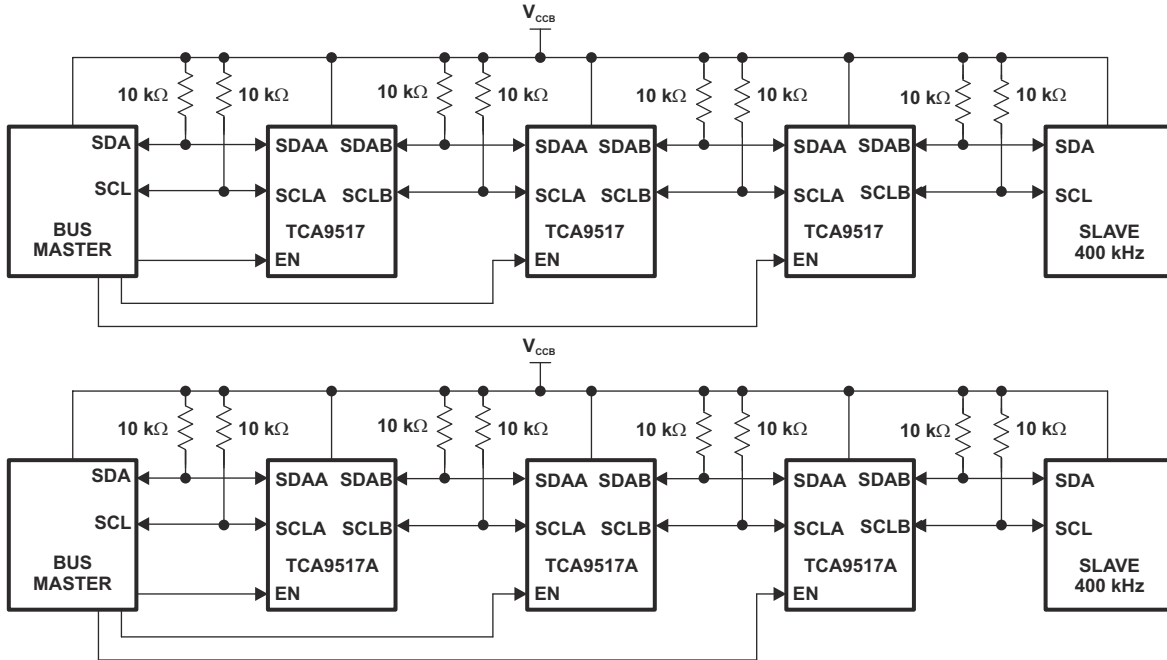 VCCB
10 kΩ 10 kΩ 10 kΩ 10 kΩ 10 kΩ 10 kΩ 10 kΩ 10 kΩ
SDA SDAA SDAB SDAA SDAB SDAA SDAB SDA
SCL SCLA SCLB SCLA SCLB SCLA SCLB SCL
BUS MASTER TCA9517 TCA9517 TCA9517 SLAVE 400 kHz
EN EN EN
VCCB
10 kΩ 10 kΩ 10 kΩ 10 kΩ 10 kΩ 10 kΩ 10 kΩ 10 kΩ
SDA SDAA SDAB SDAA SDAB SDAA SDAB SDA
SCL SCLA SCLB SCLA SCLB SCLA SCLB SCL
BUS MASTER TCA9517A TCA9517A TCA9517A SLAVE 400 kHz
EN EN EN